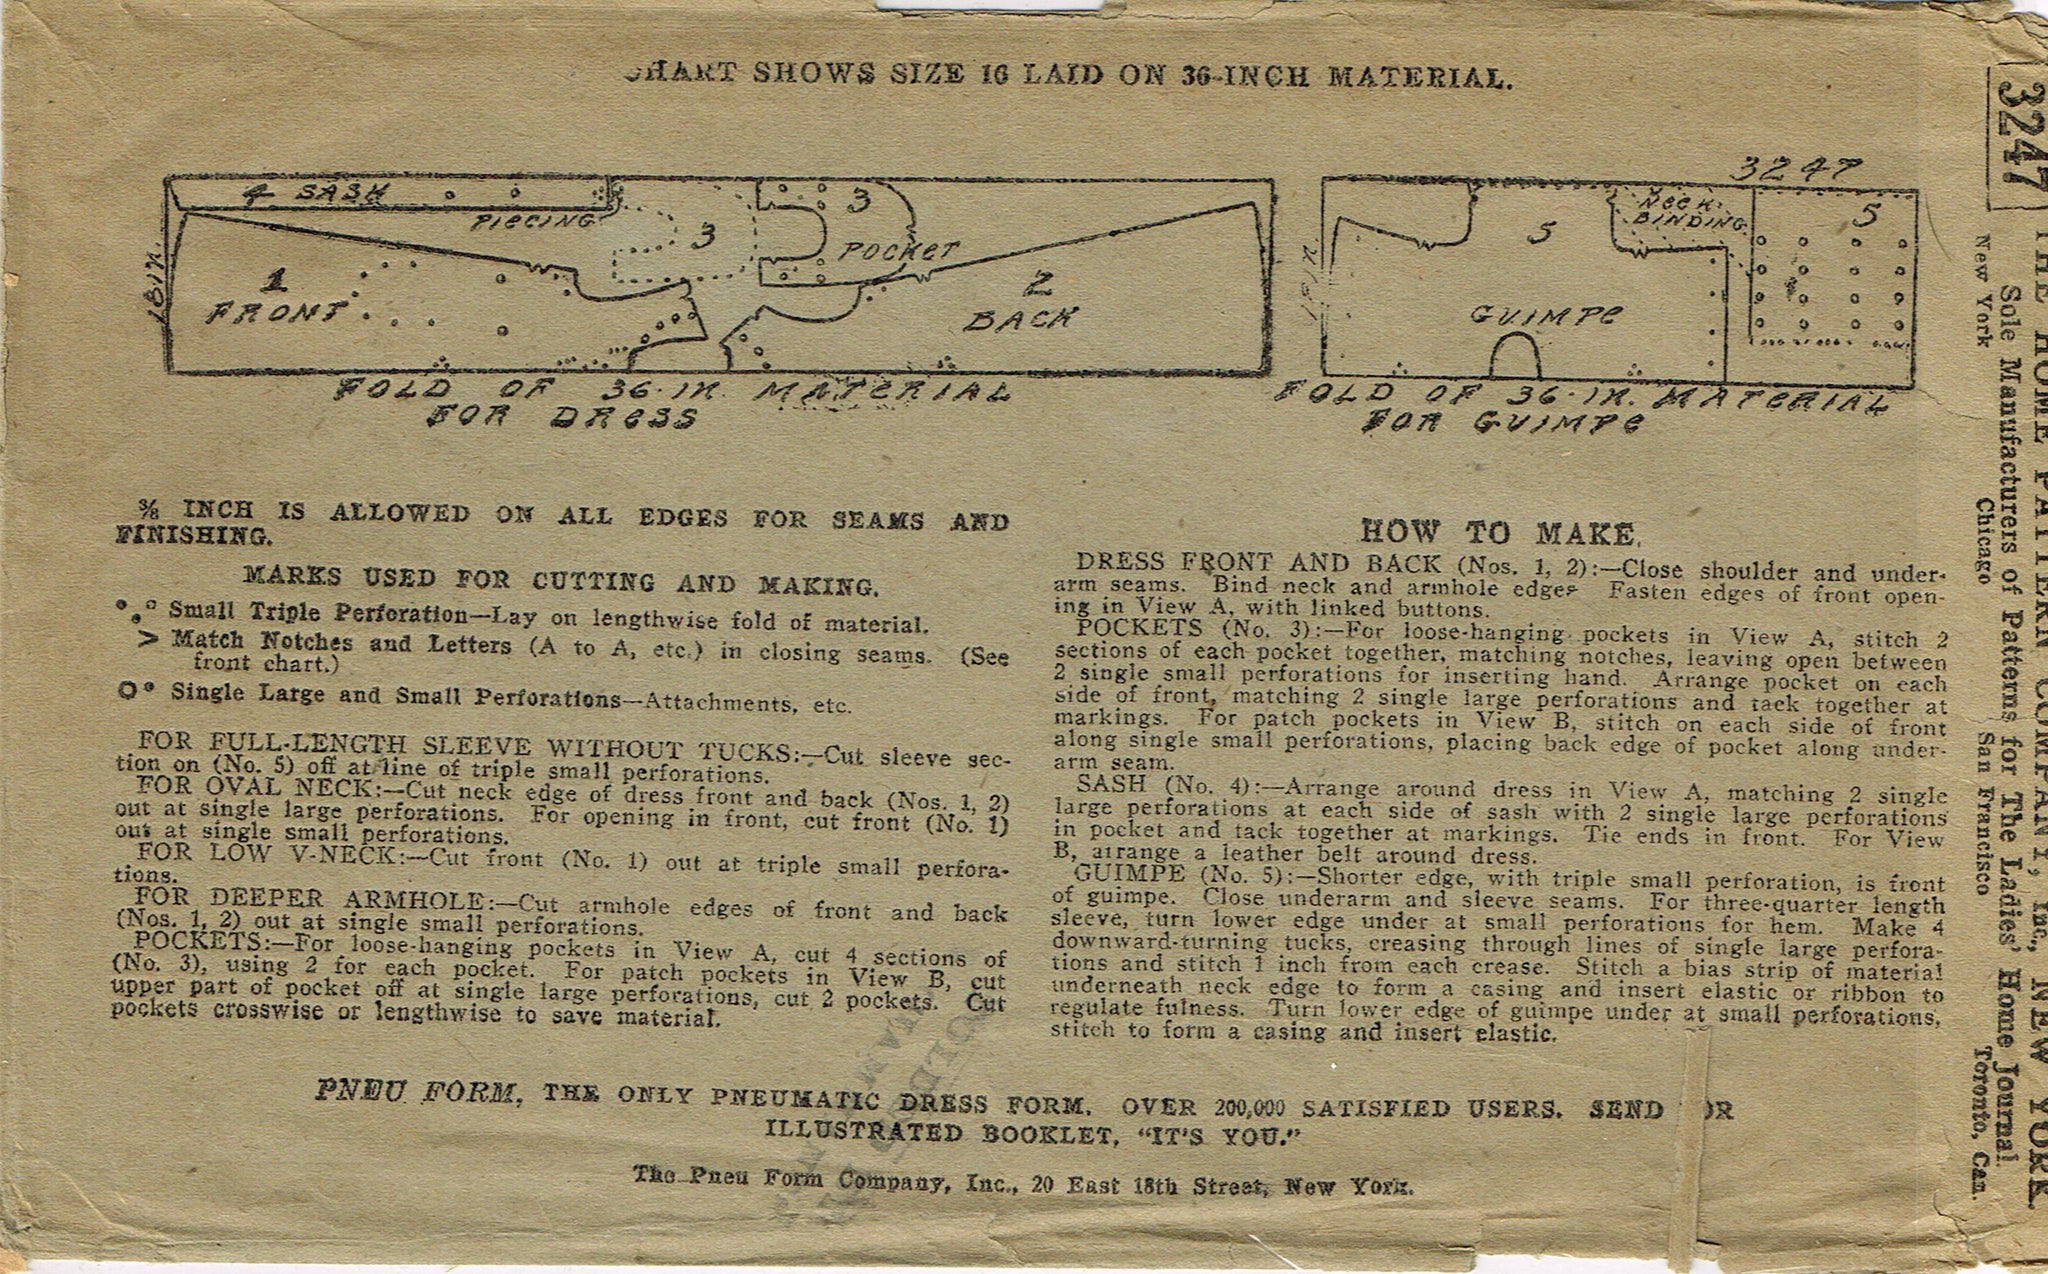 CHART SHOWS SIZE 16 LAID ON 36-INCH MATERIAL.
4 SASH
PIECING
3
3
POCKET
18 IN.
1
FRONT
2
BACK
FOLD OF 36-IN. MATERIAL
FOR DRESS
3247
NECK
BINDING
5
5
GUIMPE
FOLD OF 36-IN. MATERIAL
FOR GUIMPE
⅜ INCH IS ALLOWED ON ALL EDGES FOR SEAMS AND
FINISHING.
MARKS USED FOR CUTTING AND MAKING.
Small Triple Perforation—Lay on lengthwise fold of material.
> Match Notches and Letters (A to A, etc.) in closing seams. (See
front chart.)
Single Large and Small Perforations—Attachments, etc.
FOR FULL-LENGTH SLEEVE WITHOUT TUCKS:—Cut sleeve sec-
tion on (No. 5) off at line of triple small perforations.
FOR OVAL NECK:—Cut neck edge of dress front and back (Nos. 1, 2)
out at single large perforations. For opening in front, cut front (No. 1)
out at single small perforations.
FOR LOW V-NECK:—Cut front (No. 1) out at triple small perfora-
tions.
FOR DEEPER ARMHOLE:—Cut armhole edges of front and back
(Nos. 1, 2) out at single small perforations.
POCKETS:—For loose-hanging pockets in View A, cut 4 sections of
(No. 3), using 2 for each pocket. For patch pockets in View B, cut
upper part of pocket off at single large perforations, cut 2 pockets. Cut
pockets crosswise or lengthwise to save material.
HOW TO MAKE.
DRESS FRONT AND BACK (Nos. 1, 2):—Close shoulder and under-
arm seams. Bind neck and armhole edges Fasten edges of front open-
ing in View A, with linked buttons.
POCKETS (No. 3):—For loose-hanging pockets in View A, stitch 2
sections of each pocket together, matching notches, leaving open between
2 single small perforations for inserting hand. Arrange pocket on each
side of front, matching 2 single large perforations and tack together at
markings. For patch pockets in View B, stitch on each side of front
along single small perforations, placing back edge of pocket along under-
arm seam.
SASH (No. 4):—Arrange around dress in View A, matching 2 single
large perforations at each side of sash with 2 single large perforations
in pocket and tack together at markings. Tie ends in front. For View
B, arrange a leather belt around dress.
GUIMPE (No. 5):—Shorter edge, with triple small perforation, is front
of guimpe. Close underarm and sleeve seams. For three-quarter length
sleeve, turn lower edge under at small perforations for hem. Make 4
downward-turning tucks, creasing through lines of single large perfora-
tions and stitch 1 inch from each crease. Stitch a bias strip of material
underneath neck edge to form a casing and insert elastic or ribbon to
regulate fulness. Turn lower edge of guimpe under at small perforations,
stitch to form a casing and insert elastic.
PNEU FORM, THE ONLY PNEUMATIC DRESS FORM. OVER 200,000 SATISFIED USERS. SEND FOR
ILLUSTRATED BOOKLET, "IT'S YOU."
The Pneu Form Company, Inc., 20 East 18th Street, New York.
3247
THE HOME PATTERN COMPANY, Inc., NEW YORK.
Sole Manufacturers of Patterns for The Ladies' Home Journal
New York Chicago San Francisco Toronto, Can.